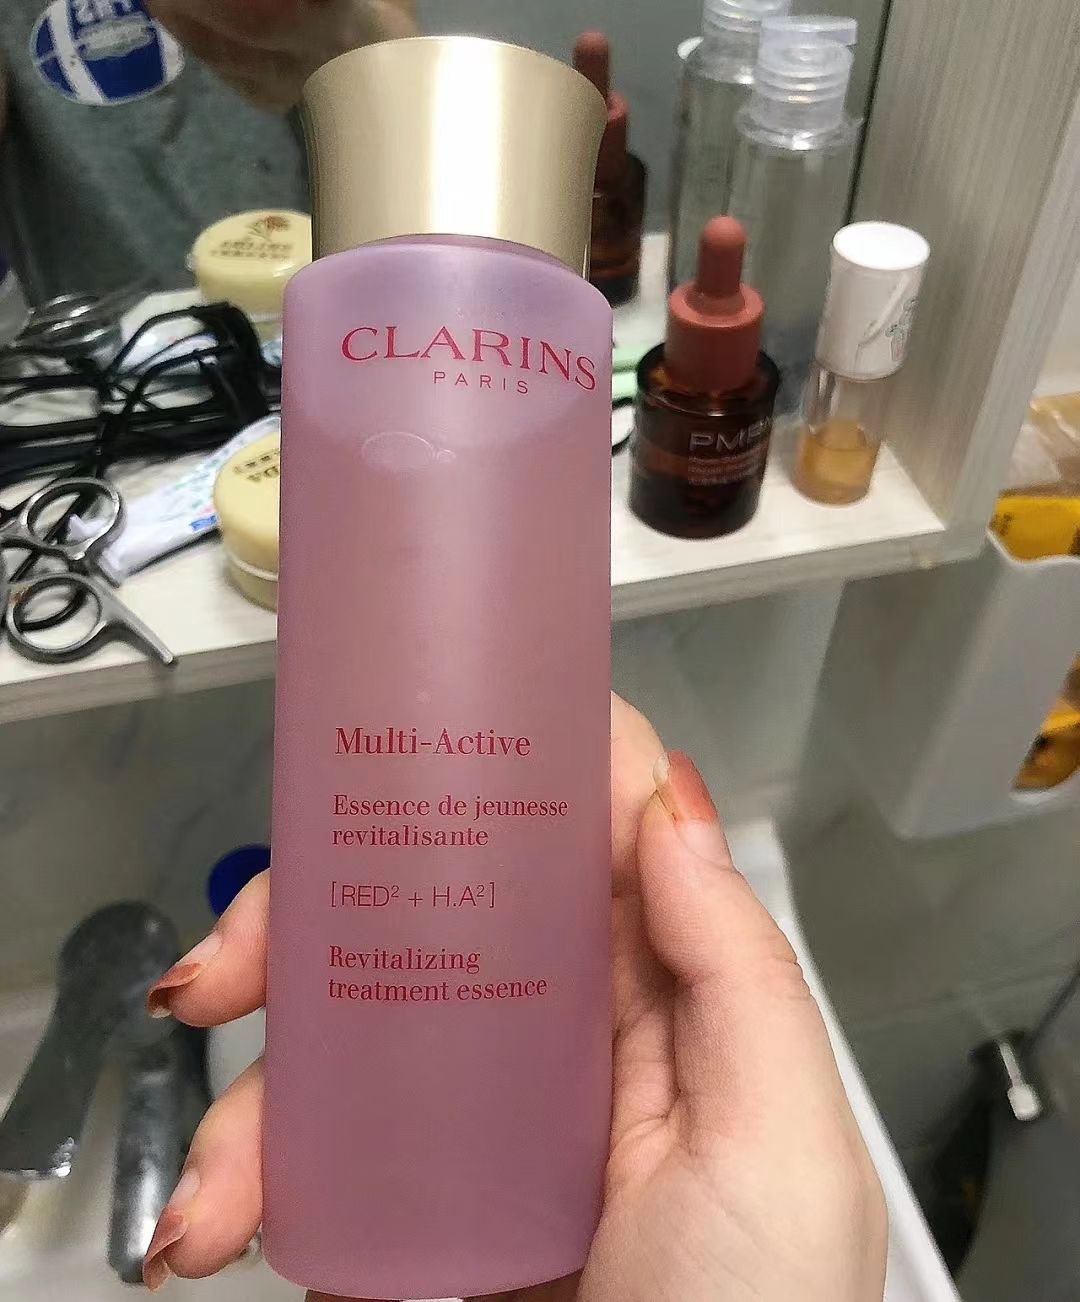 CLARINS
PARIS
Multi-Active
Essence de jeunesse
revitalisante
[RED² + H.A²]
Revitalizing
treatment essence